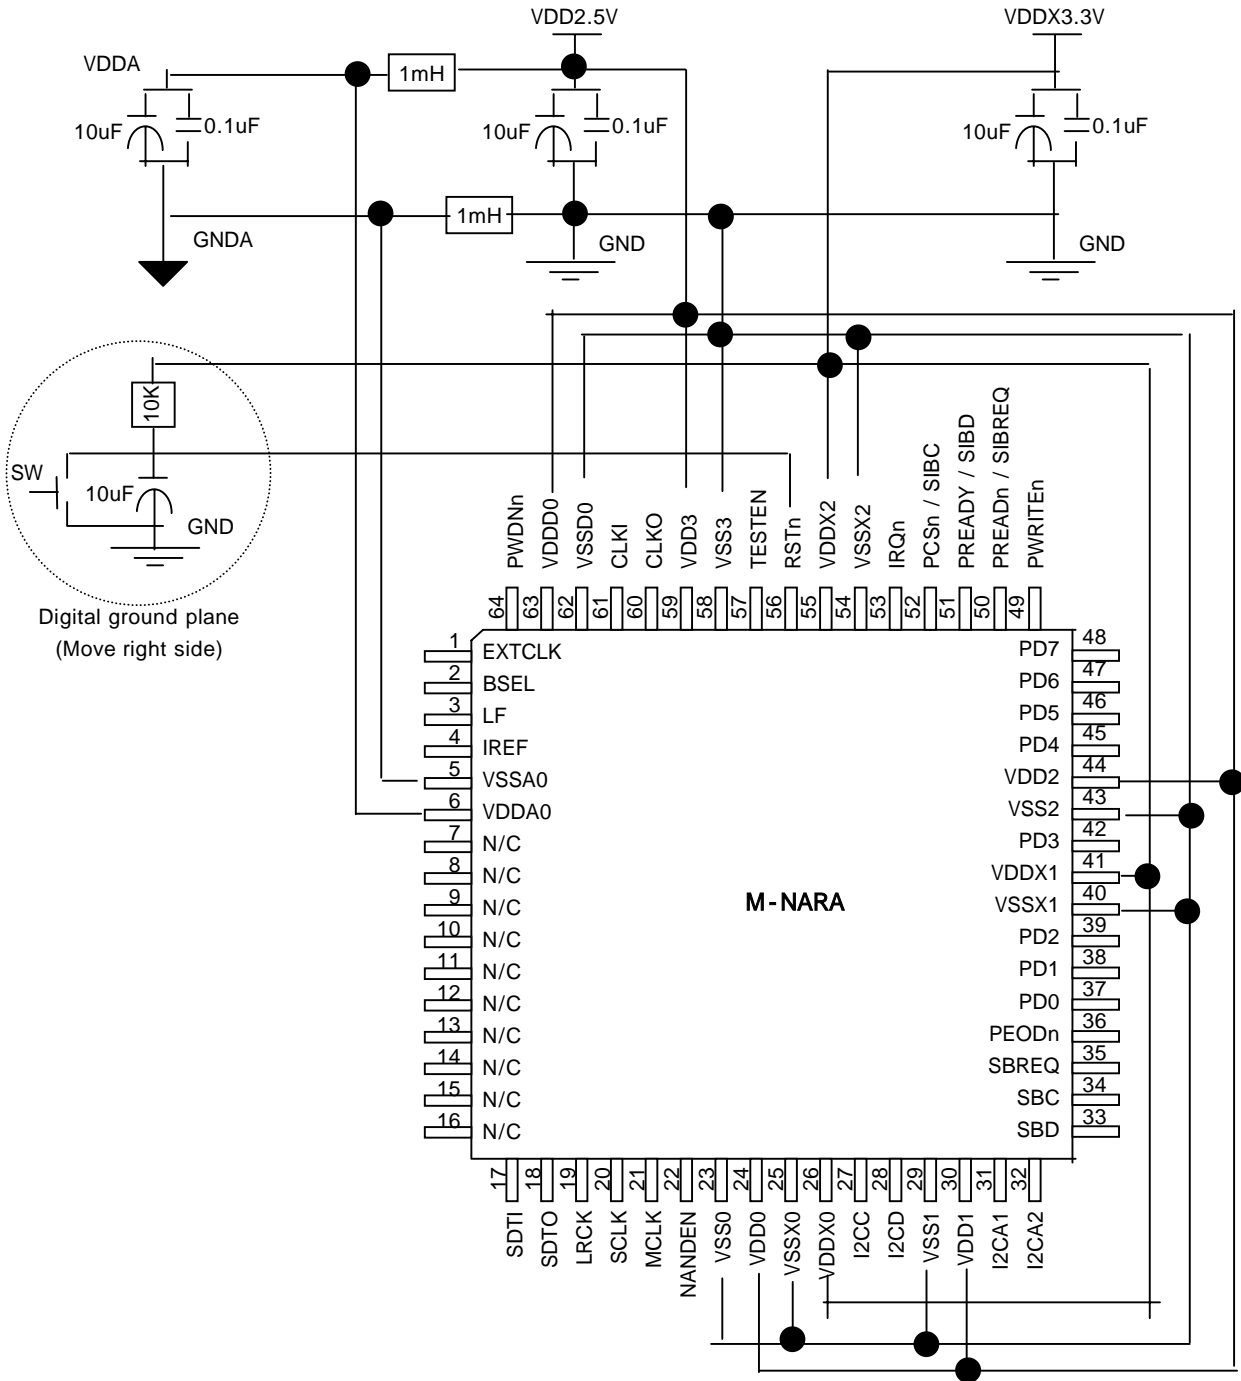 VDD2.5V
VDDX3.3V
VDDA
1mH
10uF
0.1uF
10uF
0.1uF
10uF
0.1uF
1mH
GNDA
GND
GND
10K
SW
10uF
GND
Digital ground plane
(Move right side)
PWDNn
VDDD0
VSSD0
CLKI
CLKO
VDD3
VSS3
TESTEN
RSTn
VDDX2
VSSX2
IRQn
PCSn / SIBC
PREADY / SIBD
PREADn / SIBREQ
PWRITEn
64
63
62
61
60
59
58
57
56
55
54
53
52
51
50
49
1 EXTCLK
2 BSEL
3 LF
4 IREF
5 VSSA0
6 VDDA0
7 N/C
8 N/C
9 N/C
10 N/C
11 N/C
12 N/C
13 N/C
14 N/C
15 N/C
16 N/C
M-NARA
PD7 48
PD6 47
PD5 46
PD4 45
VDD2 44
VSS2 43
PD3 42
VDDX1 41
VSSX1 40
PD2 39
PD1 38
PD0 37
PEODn 36
SBREQ 35
SBC 34
SBD 33
17
18
19
20
21
22
23
24
25
26
27
28
29
30
31
32
SDTI
SDTO
LRCK
SCLK
MCLK
NANDEN
VSS0
VDD0
VSSX0
VDDX0
I2CC
I2CD
VSS1
VDD1
I2CA1
I2CA2